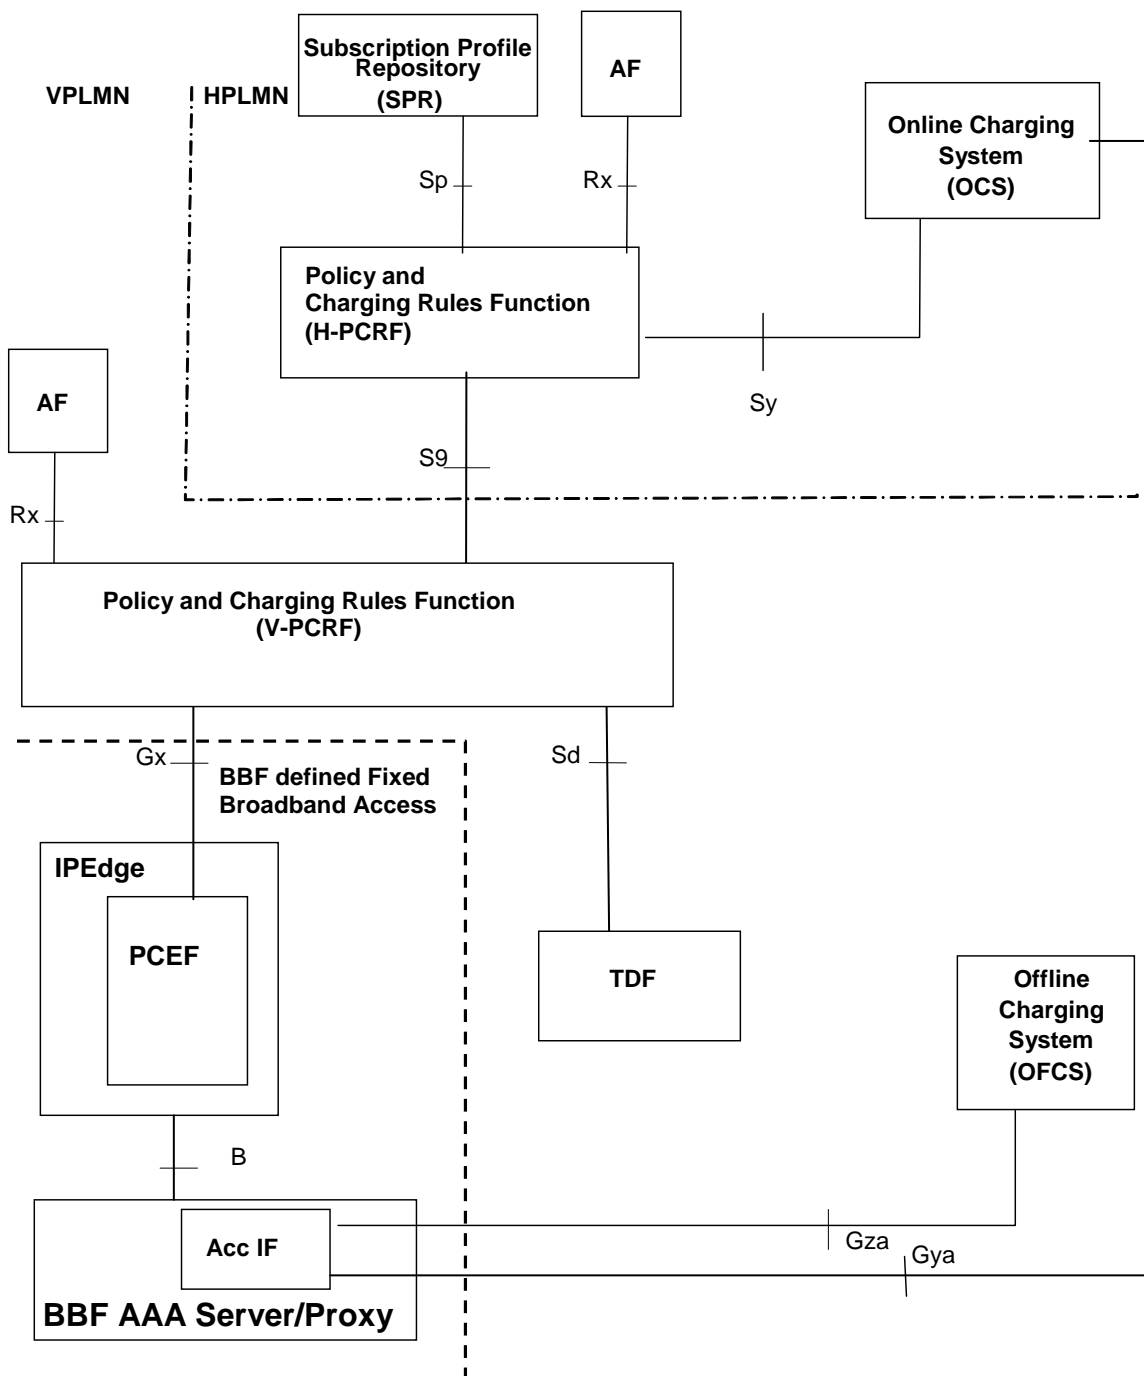 Subscription Profile
Repository
(SPR)
AF
VPLMN
HPLMN
Online Charging
System
(OCS)
Sp
Rx
Policy and
Charging Rules Function
(H-PCRF)
AF
Sy
S9
Rx
Policy and Charging Rules Function
(V-PCRF)
Gx
Sd
BBF defined Fixed
Broadband Access
IPEdge
PCEF
TDF
Offline
Charging
System
(OFCS)
B
Acc IF
Gza
Gya
BBF AAA Server/Proxy